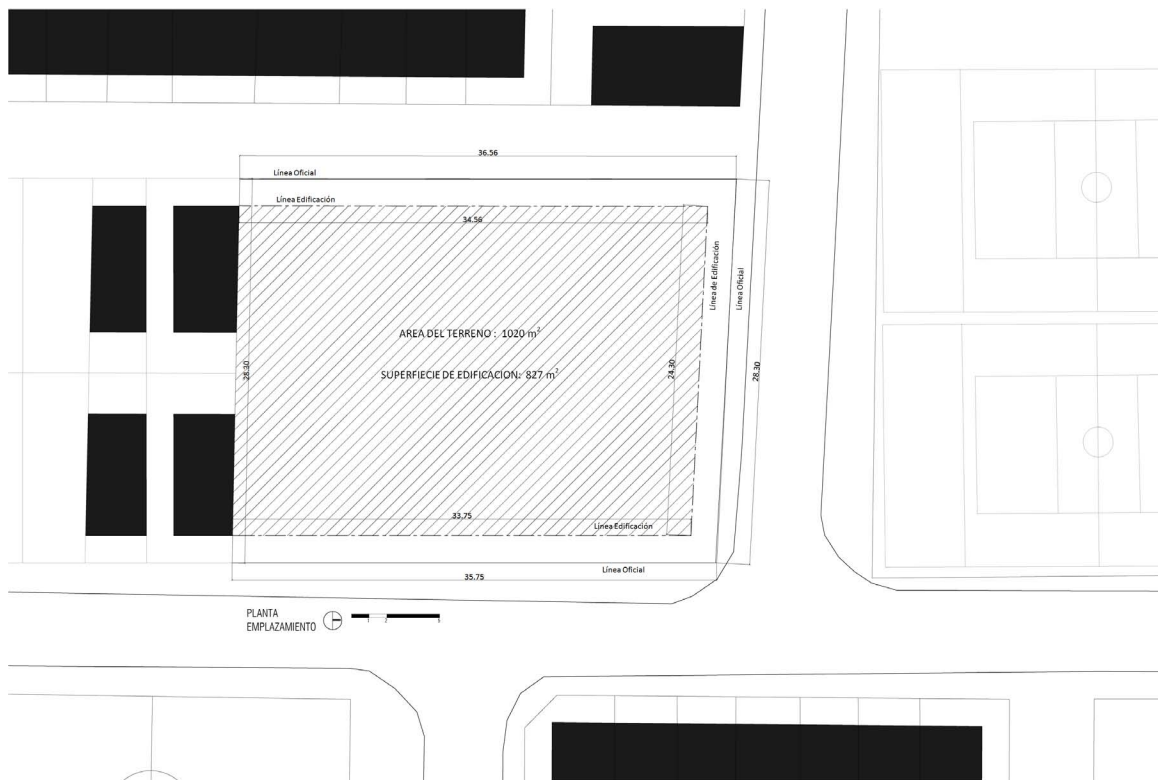 36.56
Línea Oficial
Línea Edificación
34.56
Línea de Edificación
Línea Oficial
AREA DEL TERRENO : 1020 m²
SUPERFIECIE DE EDIFICACION: 827 m²
28.30
24.30
28.30
33.75
Línea Edificación
Línea Oficial
35.75
PLANTA
EMPLAZAMIENTO